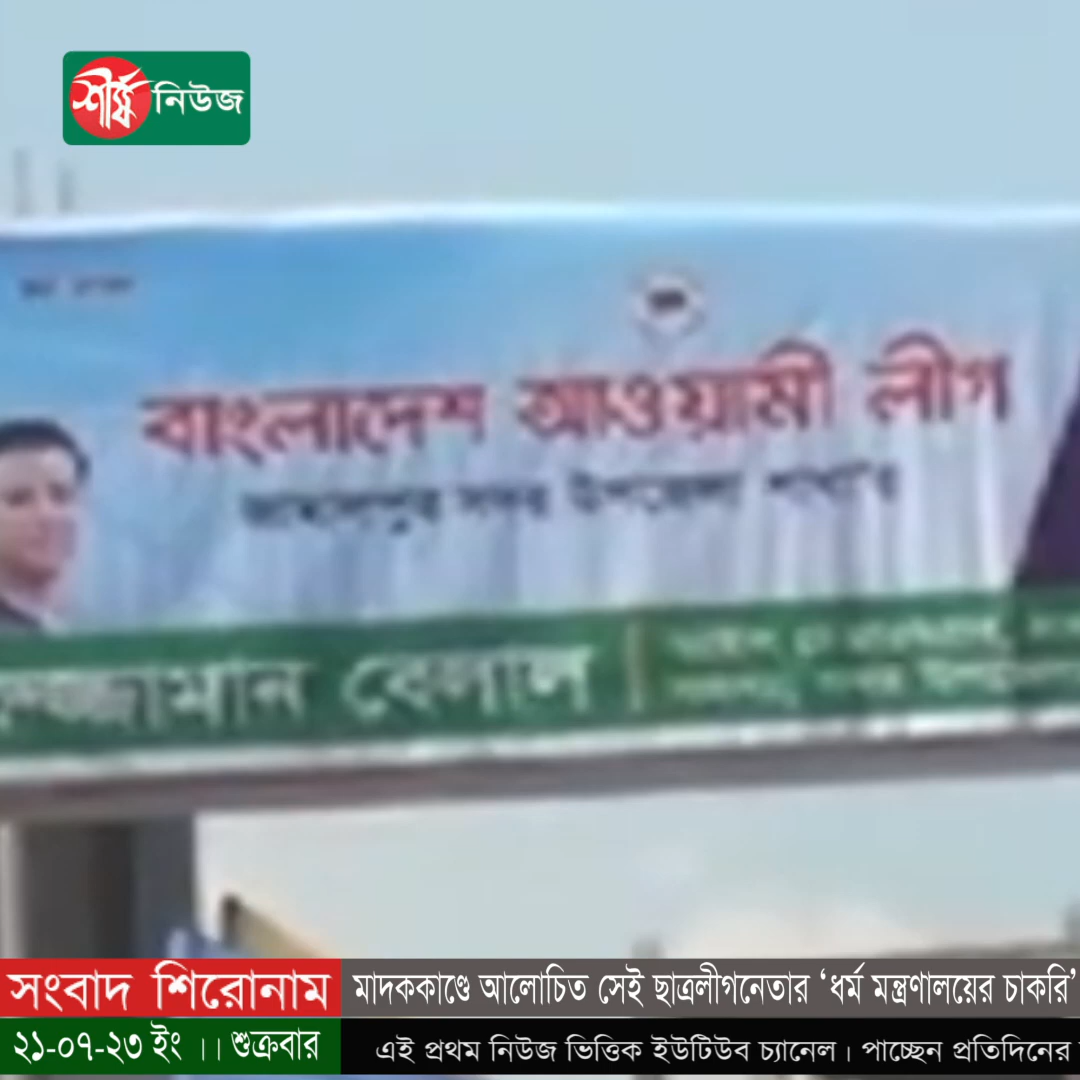 শীর্ষ নিউজ
বাংলাদেশ আওয়ামী লীগ
সদর উপজেলা শাখার
জ্জামান বেলাল
সংবাদ শিরোনাম
মাদককাণ্ডে আলোচিত সেই ছাত্রলীগনেতার ‘ধর্ম মন্ত্রণালয়ের চাকরি’
২১-০৭-২৩ ইং ।। শুক্রবার
এই প্রথম নিউজ ভিত্তিক ইউটিউব চ্যানেল। পাচ্ছেন প্রতিদিনের